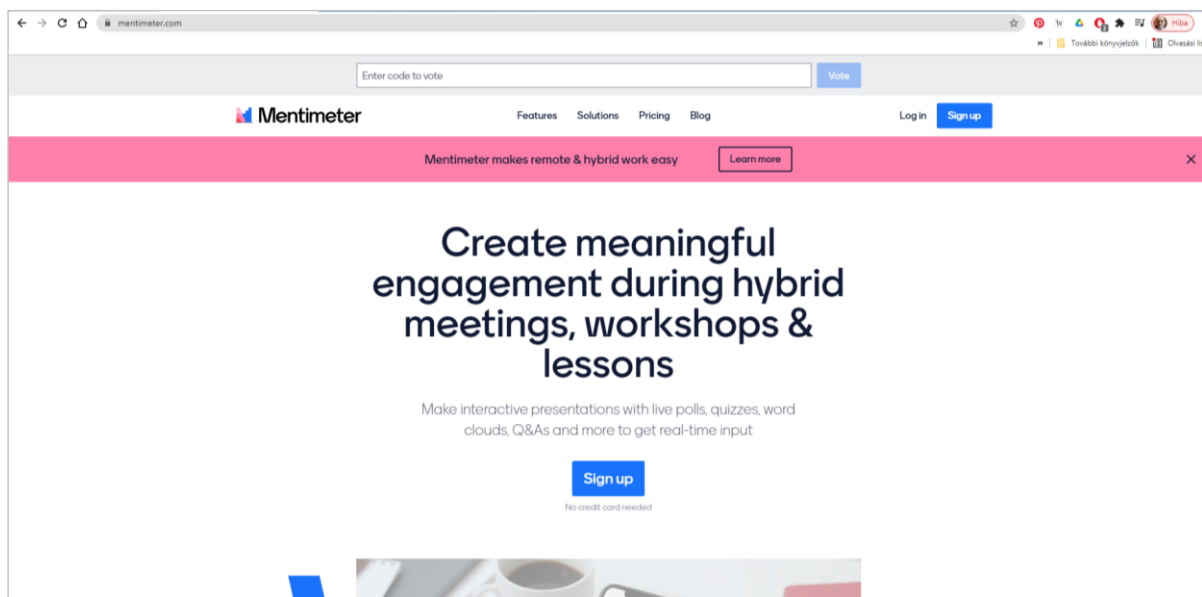 mentimeter.com
Hiba
» További könyvjelzők Olvasási
Enter code to vote Vote
Mentimeter Features Solutions Pricing Blog Log in Sign up
Mentimeter makes remote & hybrid work easy Learn more
Create meaningful
engagement during hybrid
meetings, workshops &
lessons
Make interactive presentations with live polls, quizzes, word
clouds, Q&As and more to get real-time input
Sign up
No credit card needed